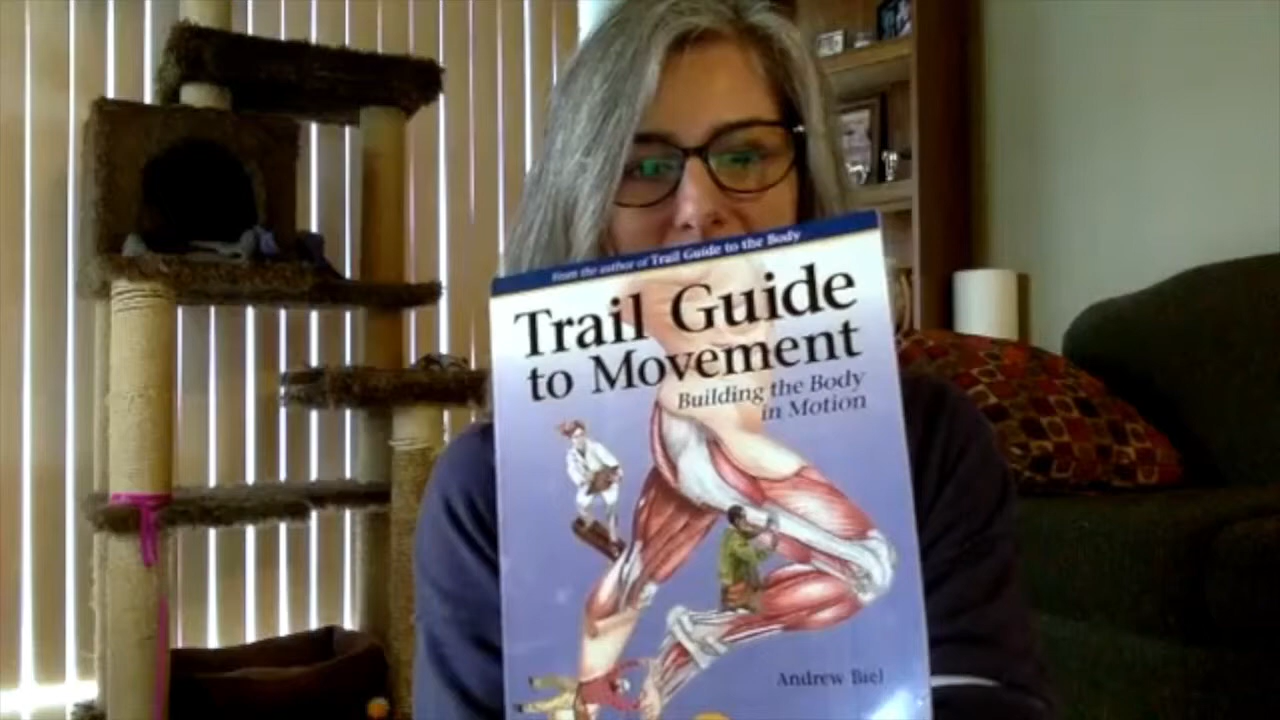 From the author of Trail Guide to the Body
Trail Guide
to Movement
Building the Body
in Motion
Andrew Biel